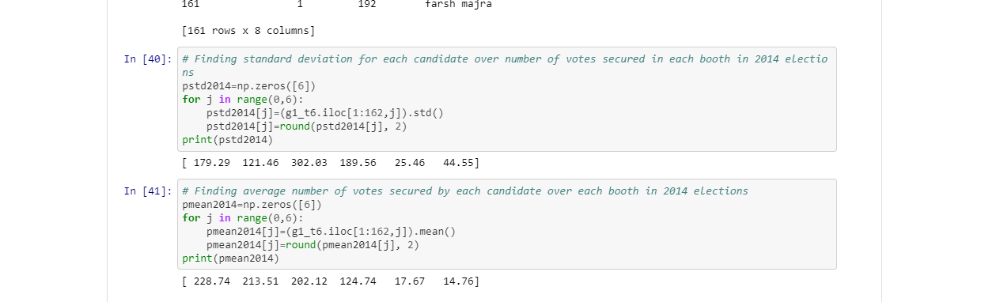 161 1 192 farsh majra
[161 rows x 8 columns]
In [40]: # Finding standard deviation for each candidate over number of votes secured in each booth in 2014 electio
ns
pstd2014=np.zeros([6])
for j in range(0,6):
    pstd2014[j]=(g1_t6.iloc[1:162,j]).std()
    pstd2014[j]=round(pstd2014[j], 2)
print(pstd2014)
[ 179.29  121.46  302.03  189.56   25.46   44.55]
In [41]: # Finding average number of votes secured by each candidate over each booth in 2014 elections
pmean2014=np.zeros([6])
for j in range(0,6):
    pmean2014[j]=(g1_t6.iloc[1:162,j]).mean()
    pmean2014[j]=round(pmean2014[j], 2)
print(pmean2014)
[ 228.74  213.51  202.12  124.74   17.67   14.76]